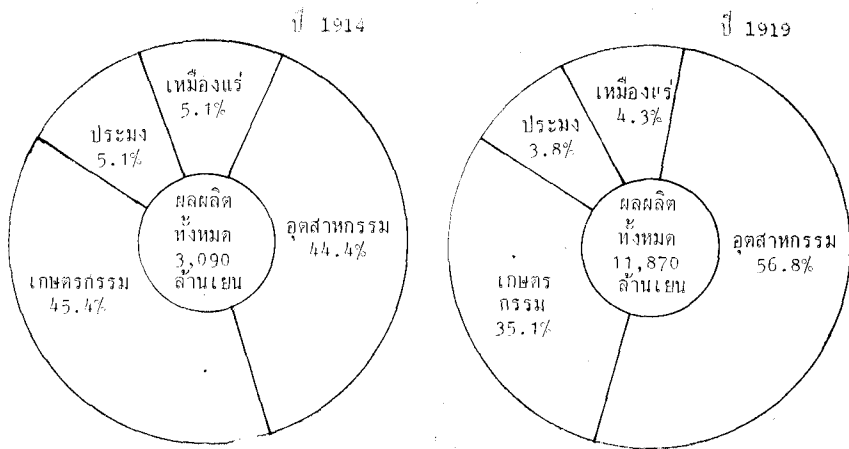 ปี 1914
เหมืองแร่
5.1%
ประมง
5.1%
ผลผลิต
ทั้งหมด
3,090
ล้านเยน
อุตสาหกรรม
44.4%
เกษตรกรรม
45.4%
ปี 1919
เหมืองแร่
4.3%
ประมง
3.8%
ผลผลิต
ทั้งหมด
11,870
ล้านเยน
อุตสาหกรรม
56.8%
เกษตร
กรรม
35.1%